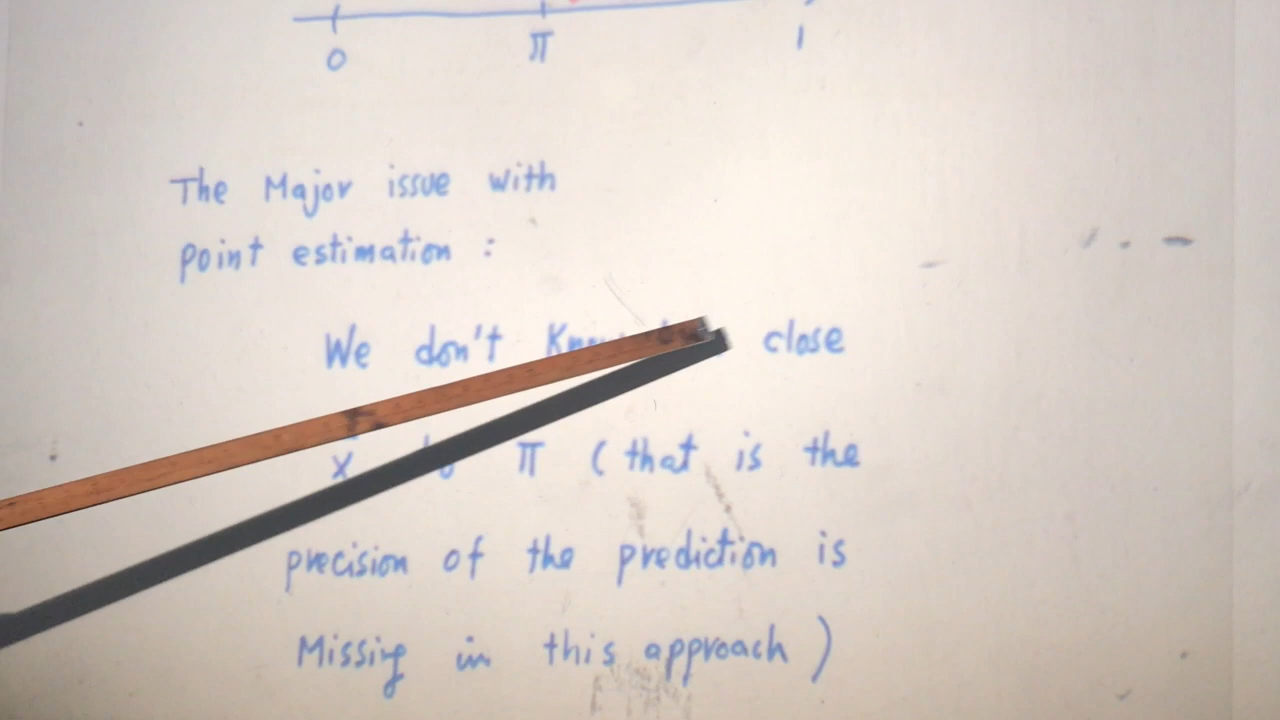 0 π 1
The Major issue with
point estimation :
We don't close
π (that is the
precision of the prediction is
Missing in this approach)